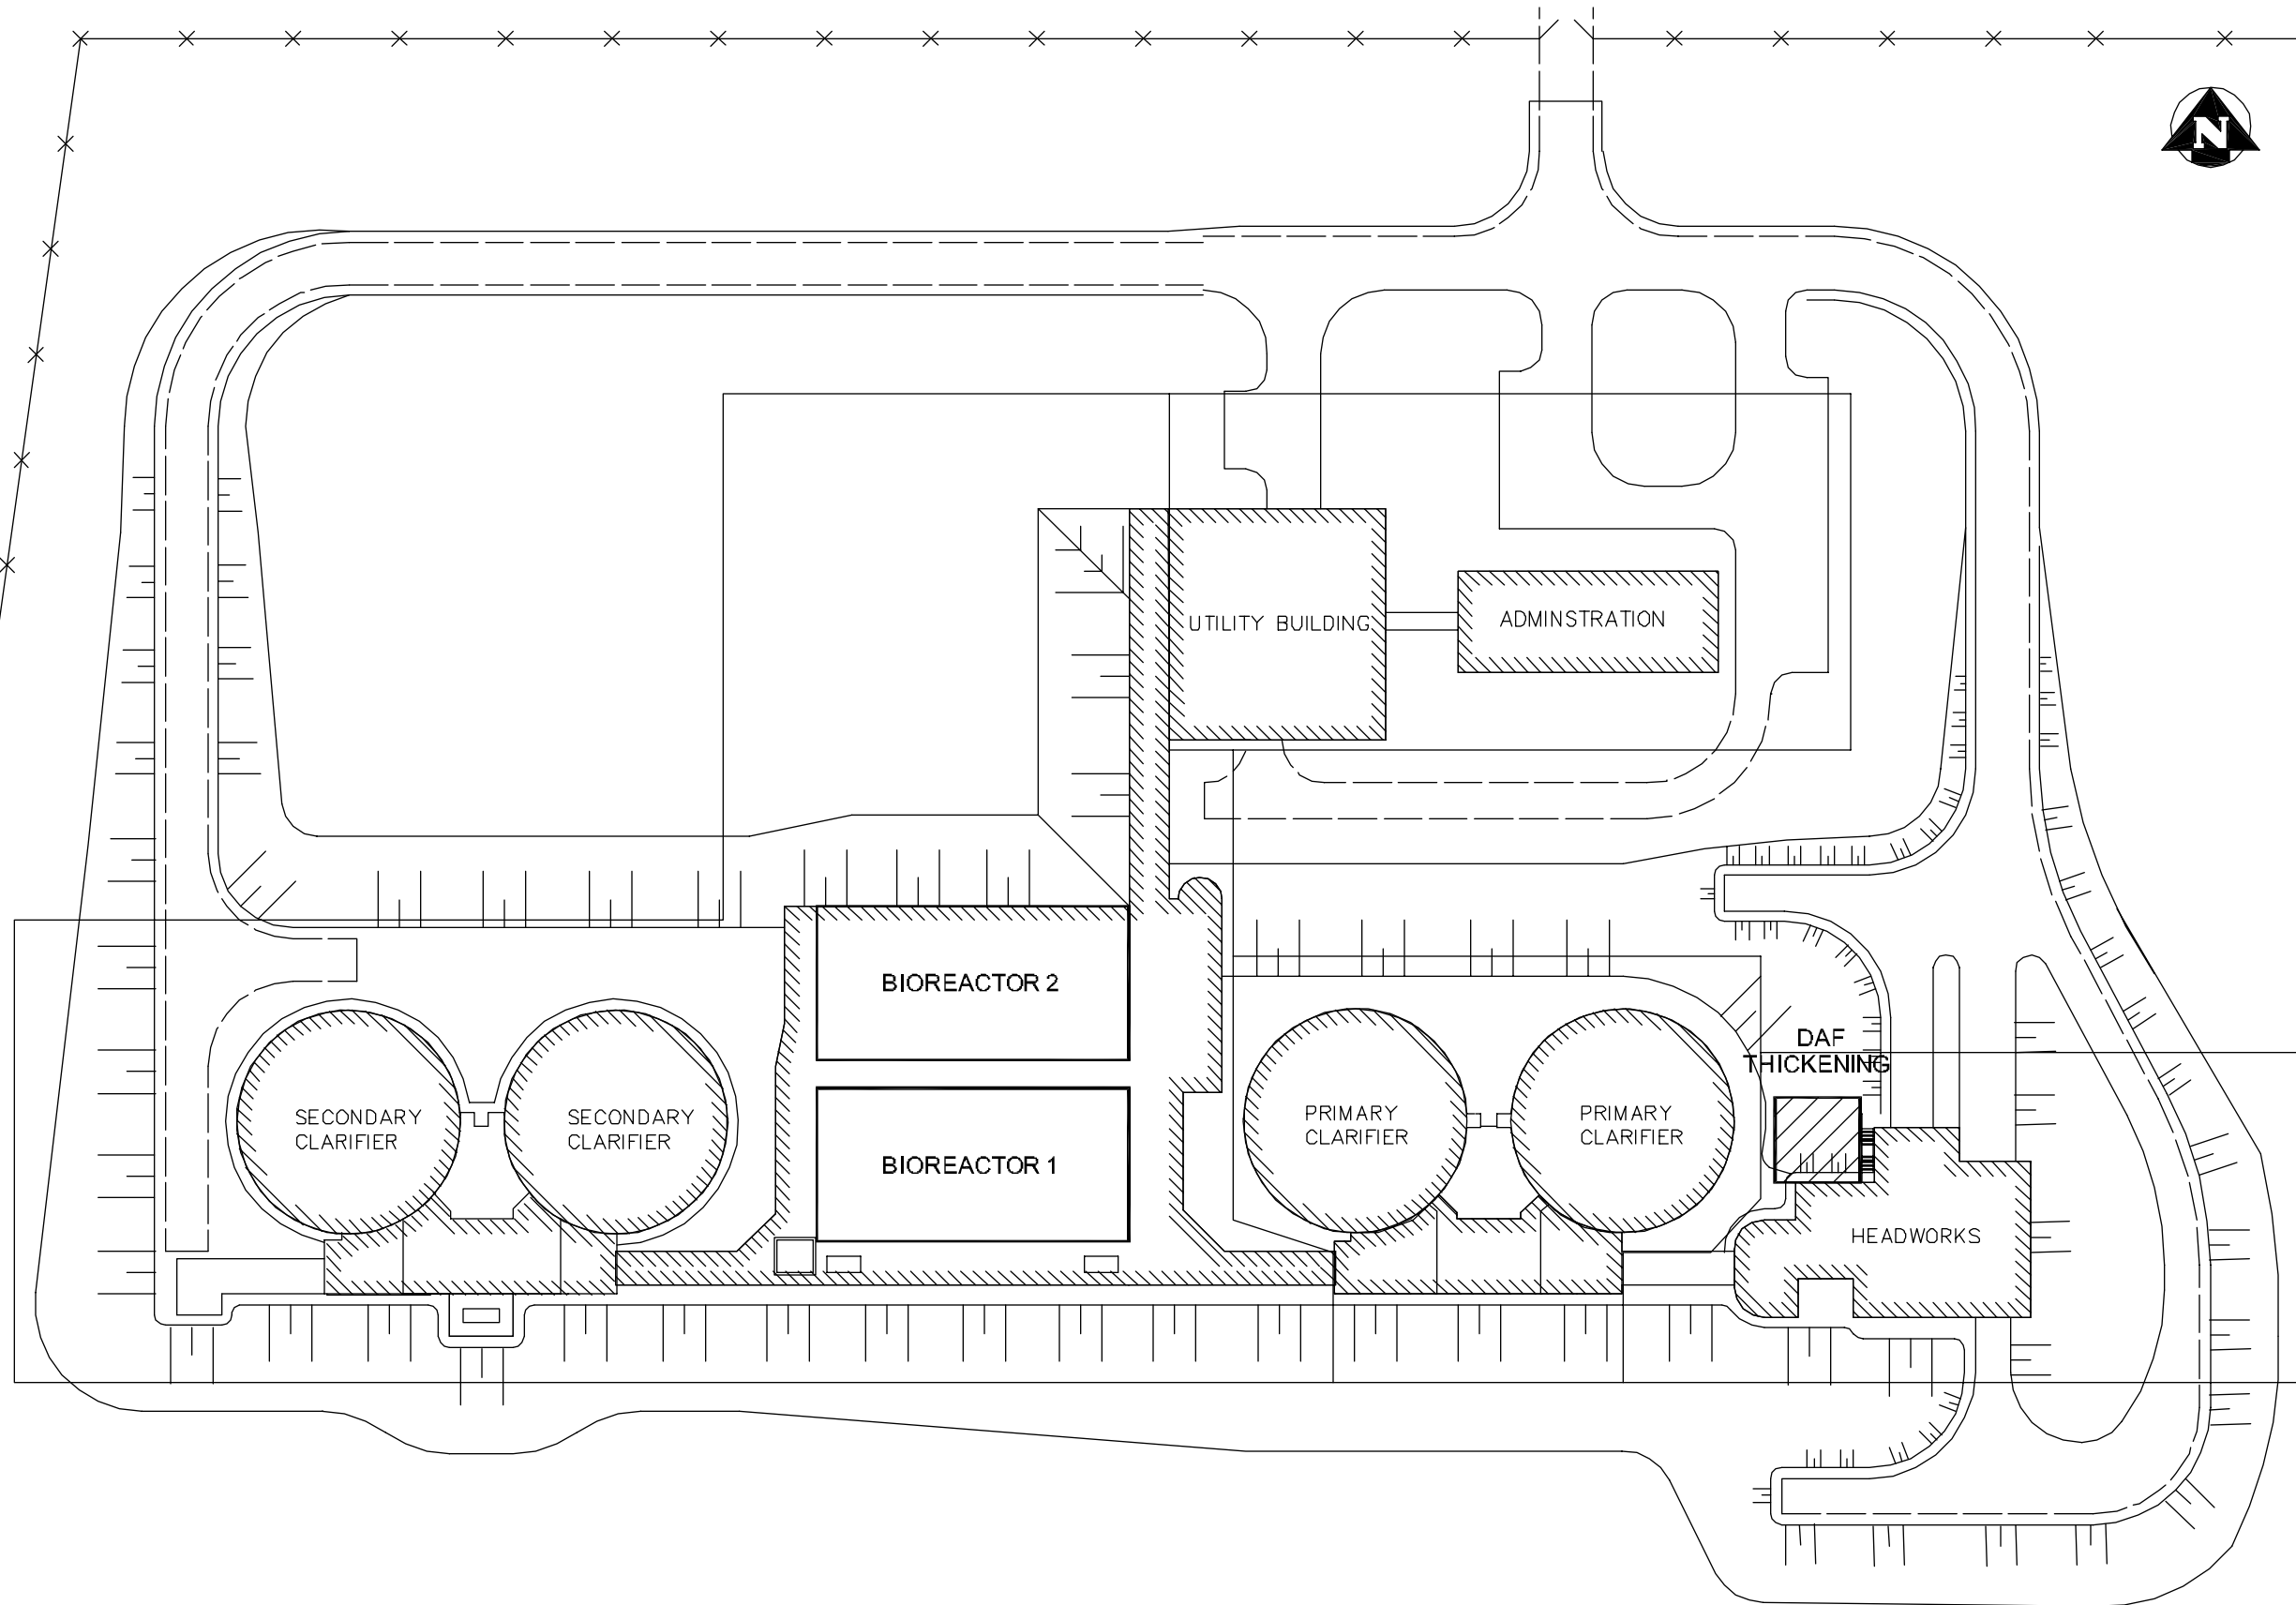 N
UTILITY BUILDING
ADMINSTRATION
BIOREACTOR 2
DAF
THICKENING
SECONDARY
CLARIFIER
SECONDARY
CLARIFIER
BIOREACTOR 1
PRIMARY
CLARIFIER
PRIMARY
CLARIFIER
HEADWORKS